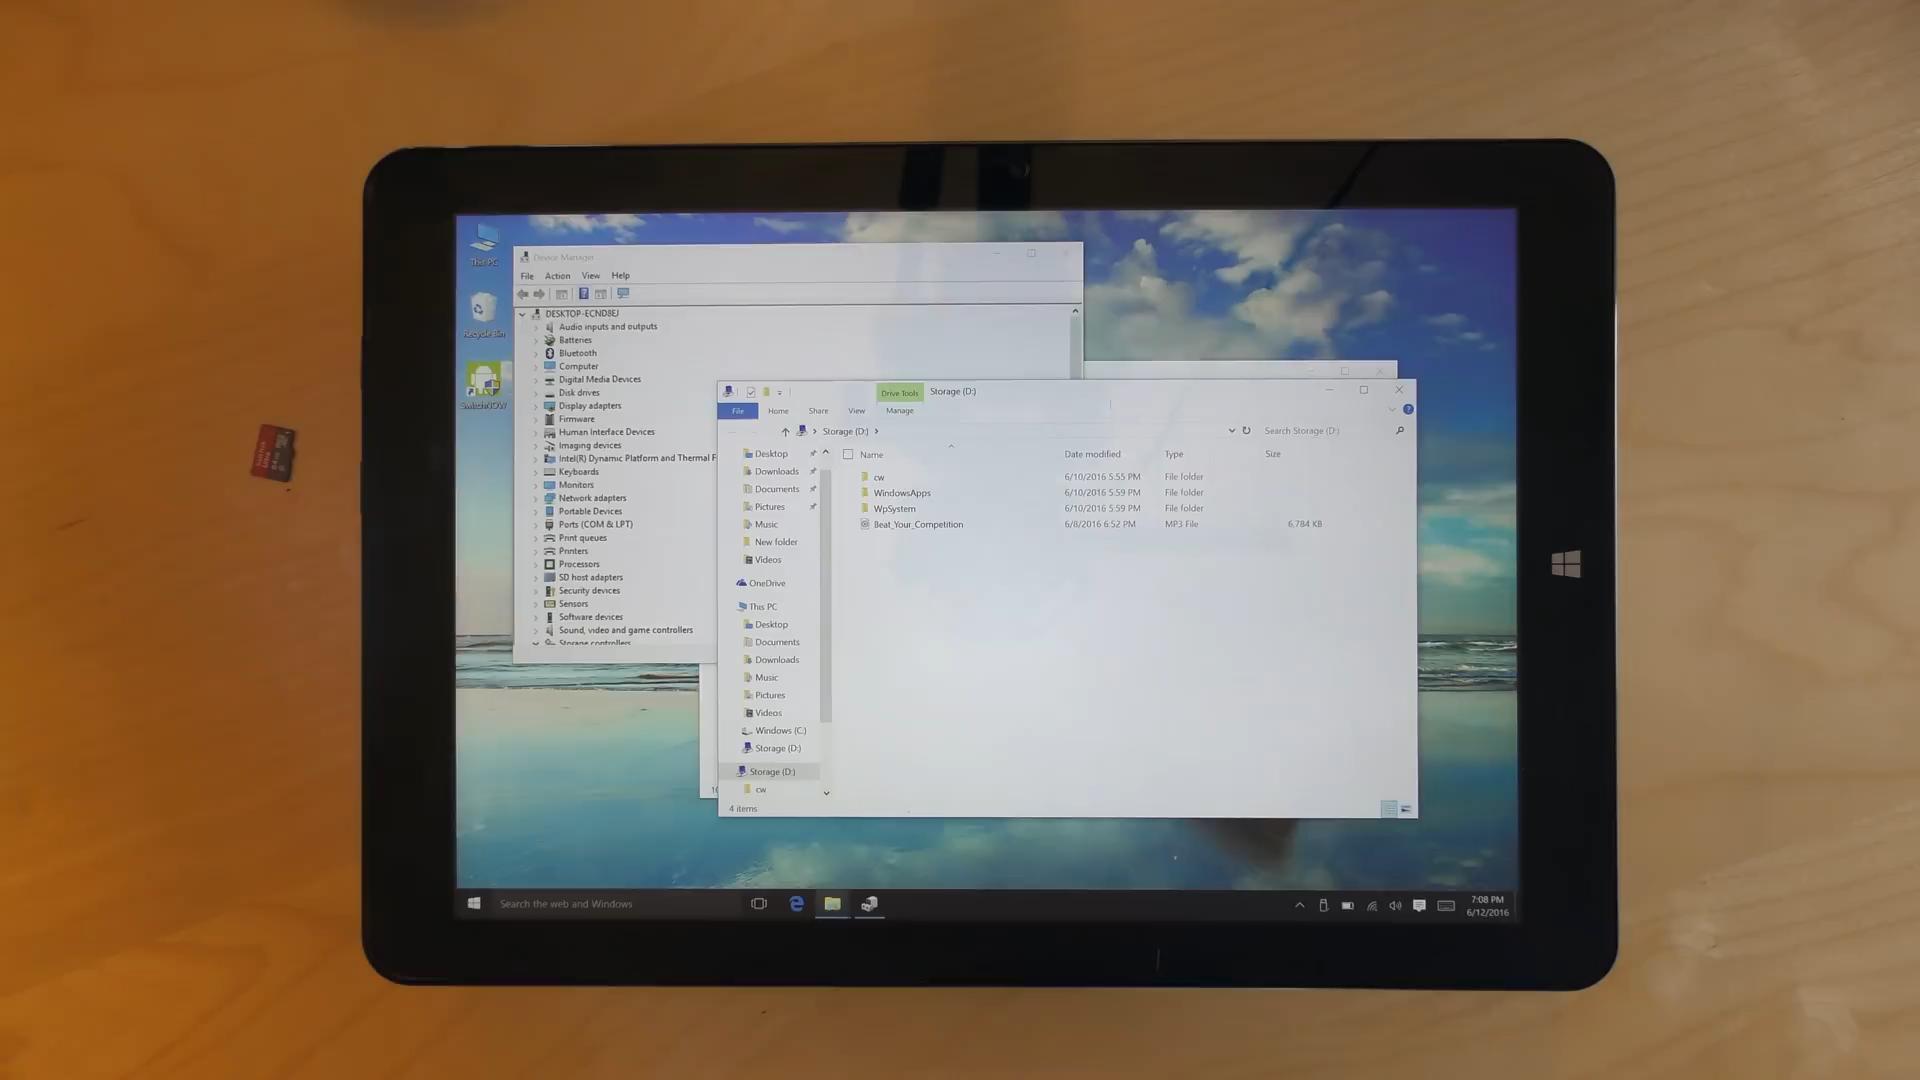 This PC
Recycle Bin
SwitchNOW
Device Manager
File Action View Help
DESKTOP-ECND8EJ
Audio inputs and outputs
Batteries
Bluetooth
Computer
Digital Media Devices
Disk drives
Display adapters
Firmware
Human Interface Devices
Imaging devices
Intel(R) Dynamic Platform and Thermal F
Keyboards
Monitors
Network adapters
Portable Devices
Ports (COM & LPT)
Print queues
Printers
Processors
SD host adapters
Security devices
Sensors
Software devices
Sound, video and game controllers
Storage controllers
Drive Tools Storage (D:)
File Home Share View Manage
Storage (D:) Search Storage (D:)
Name Date modified Type Size
cw 6/10/2016 5:55 PM File folder
WindowsApps 6/10/2016 5:59 PM File folder
WpSystem 6/10/2016 5:59 PM File folder
Beat_Your_Competition 6/8/2016 6:52 PM MP3 File 6,784 KB
Desktop
Downloads
Documents
Pictures
Music
New folder
Videos
OneDrive
This PC
Desktop
Documents
Downloads
Music
Pictures
Videos
Windows (C:)
Storage (D:)
Storage (D:)
cw
4 items
Search the web and Windows
7:08 PM
6/12/2016
SanDisk
Ultra